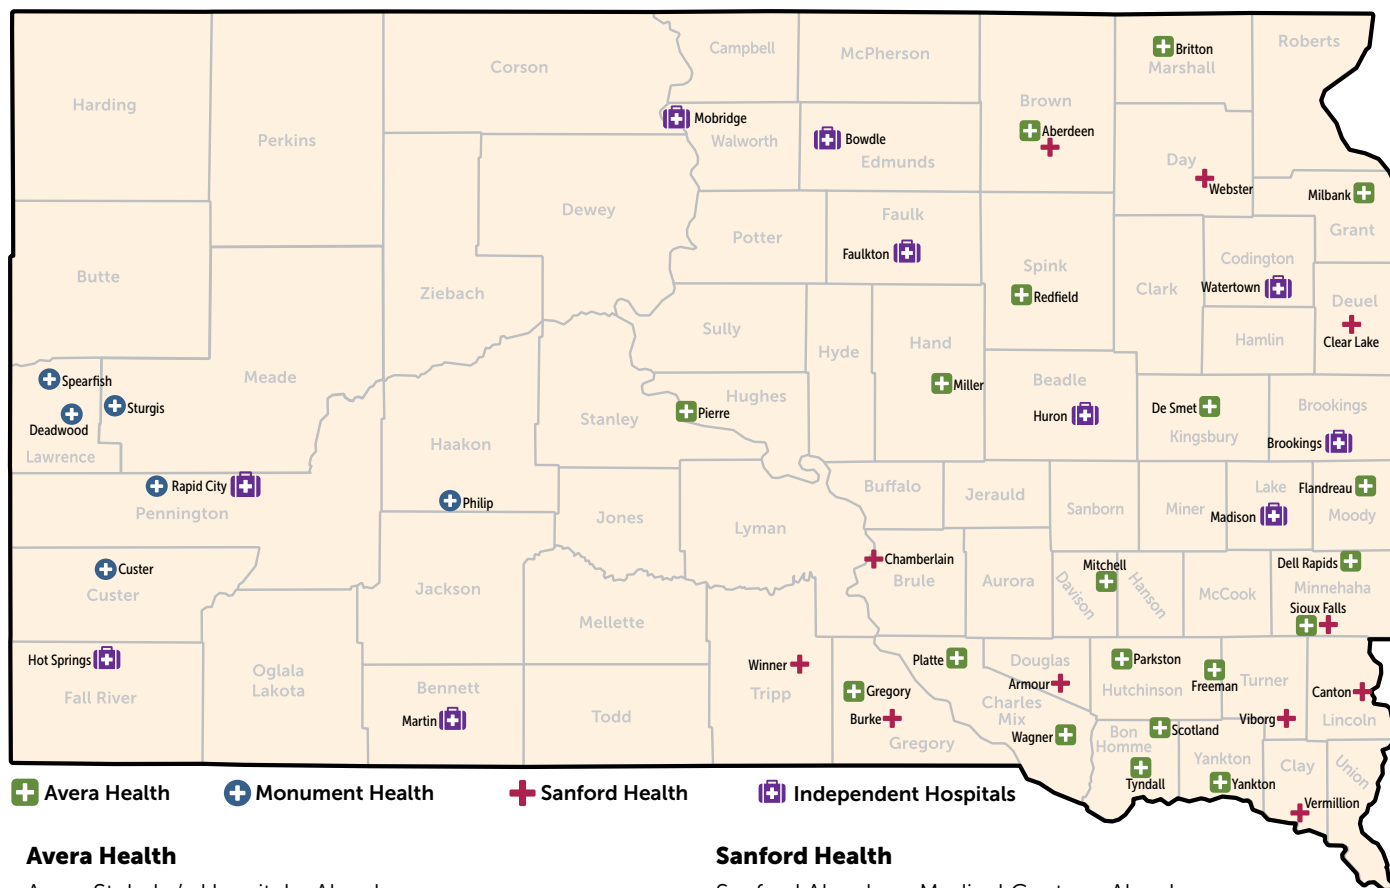 Harding
Perkins
Corson
Campbell
McPherson
Brown
Britton
Marshall
Roberts
Mobridge
Walworth
Bowdle
Edmunds
Aberdeen
Day
Webster
Milbank
Grant
Butte
Ziebach
Dewey
Potter
Faulk
Faulkton
Spink
Redfield
Clark
Codington
Watertown
Deuel
Clear Lake
Hamlin
Spearfish
Sturgis
Deadwood
Lawrence
Meade
Sully
Hyde
Hand
Miller
Hughes
Pierre
Stanley
Haakon
Philip
Beadle
Huron
De Smet
Kingsbury
Brookings
Brookings
Rapid City
Pennington
Jones
Lyman
Buffalo
Jerauld
Sanborn
Miner
Lake
Madison
Flandreau
Moody
Custer
Custer
Jackson
Mellette
Chamberlain
Brule
Aurora
Mitchell
Davison
Hanson
McCook
Dell Rapids
Minnehaha
Sioux Falls
Hot Springs
Fall River
Oglala
Lakota
Bennett
Martin
Todd
Winner
Tripp
Gregory
Burke
Gregory
Platte
Douglas
Armour
Charles
Mix
Wagner
Parkston
Hutchinson
Freeman
Turner
Viborg
Canton
Lincoln
Bon
Homme
Scotland
Tyndall
Yankton
Yankton
Clay
Union
Vermillion
Avera Health
Monument Health
Sanford Health
Independent Hospitals
Avera Health
Sanford Health